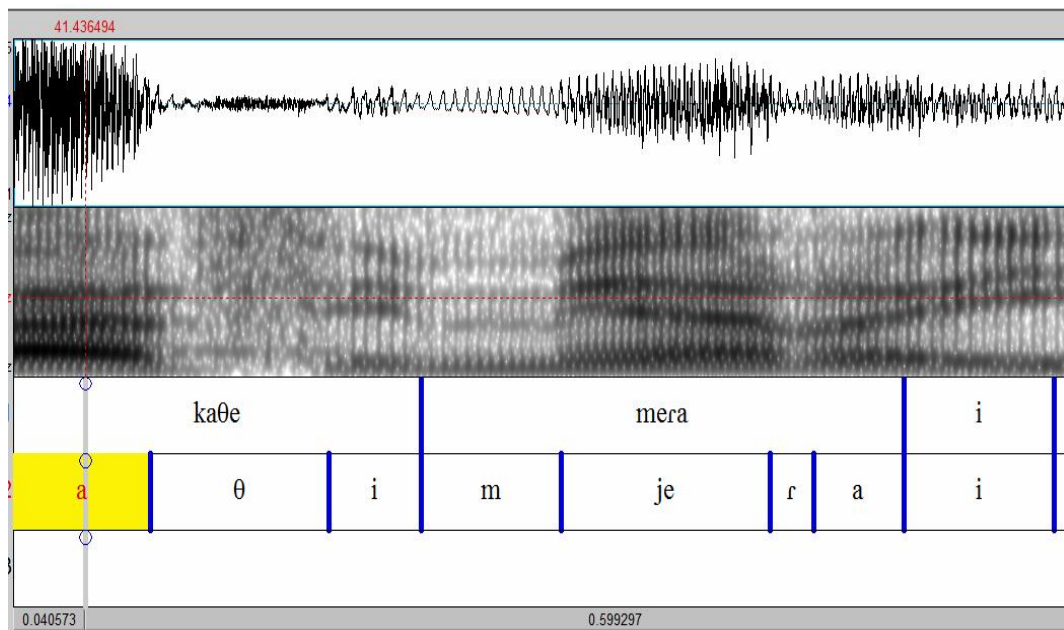 41.436494
kaθe meɾa i
a θ i m je ɾ a i
0.040573 0.599297